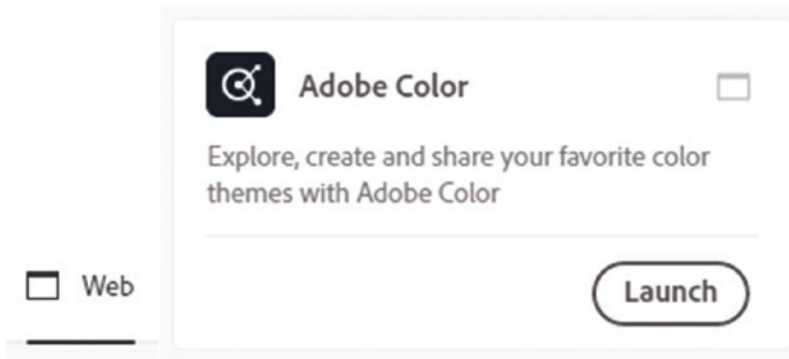 Adobe Color
Explore, create and share your favorite color
themes with Adobe Color
Web
Launch